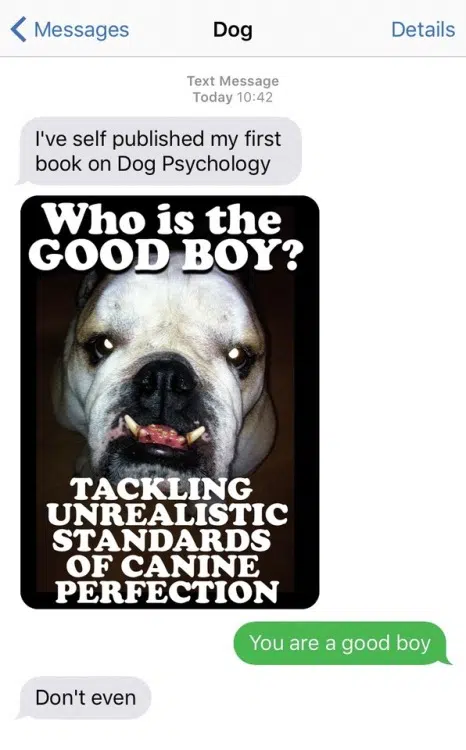 Messages
Dog
Details
Text Message
Today 10:42
I've self published my first
book on Dog Psychology
Who is the
GOOD BOY?
TACKLING
UNREALISTIC
STANDARDS
OF CANINE
PERFECTION
You are a good boy
Don't even